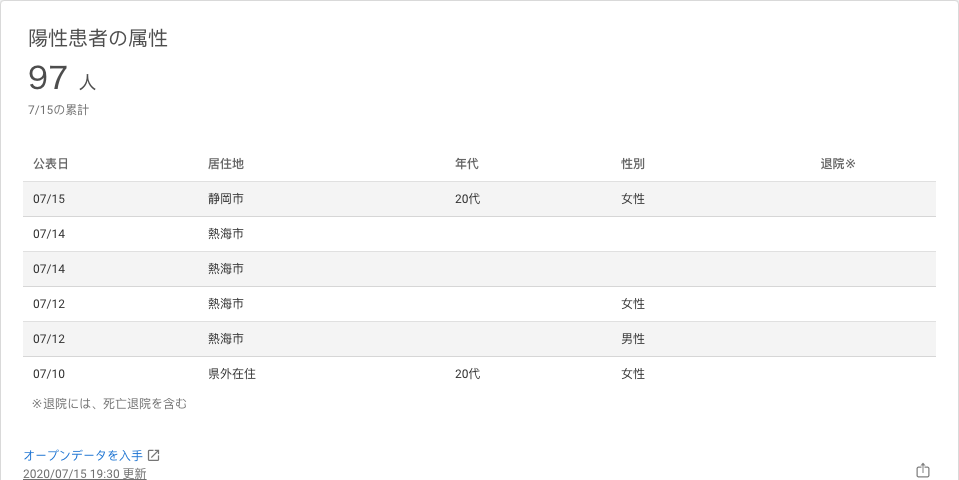 陽性患者の属性
97 人
7/15の累計
公表日 居住地 年代 性別 退院※
07/15 静岡市 20代 女性
07/14 熱海市
07/14 熱海市
07/12 熱海市 女性
07/12 熱海市 男性
07/10 県外在住 20代 女性
※退院には、死亡退院を含む
オープンデータを入手
2020/07/15 19:30 更新